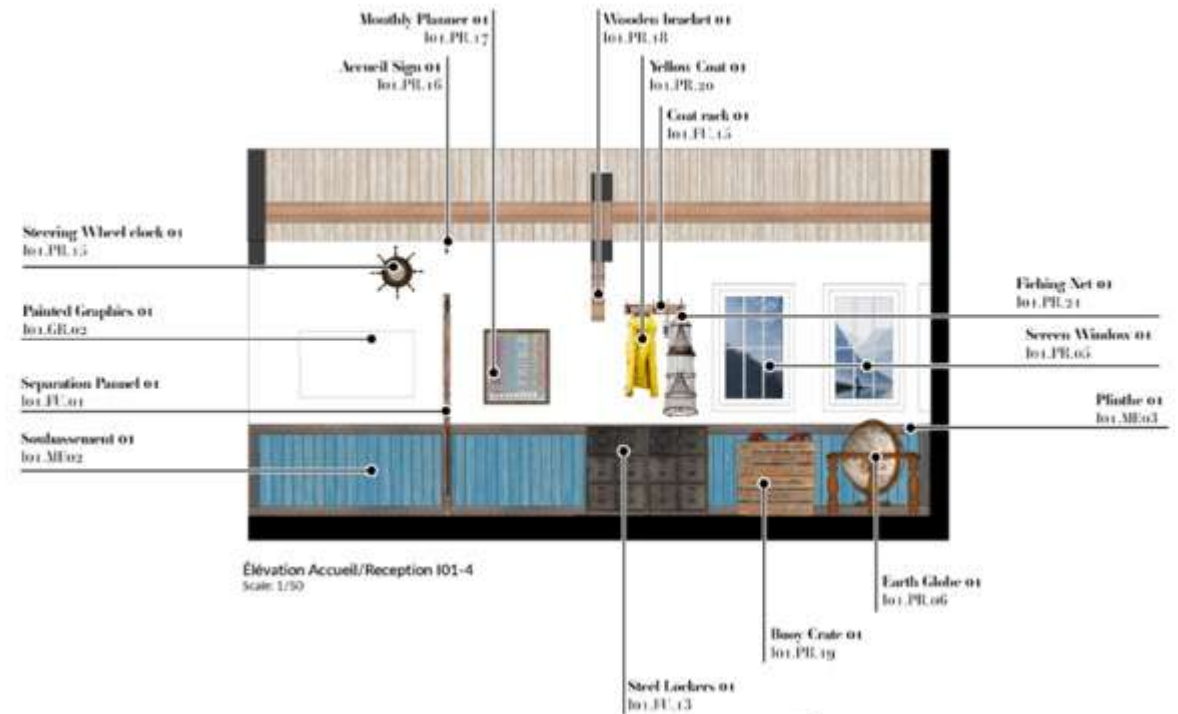 Monthly Planner 01
I01.PR.17
Wooden bracket 01
I01.PR.18
Accueil Sign 01
I01.PR.16
Yellow Coat 01
I01.PR.20
Coat rack 01
I01.FU.15
Steering Wheel clock 01
I01.PR.15
Fiching Net 01
I01.PR.21
Painted Graphics 01
I01.GR.02
Screen Window 01
I01.PR.05
Separation Pannel 01
I01.FU.01
Plinthe 01
I01.ME03
Soubassement 01
I01.ME02
Élévation Accueil/Reception I01-4
Scale: 1/50
Earth Globe 01
I01.PR.06
Buoy Crate 01
I01.PR.19
Steel Lockers 01
I01.FU.13